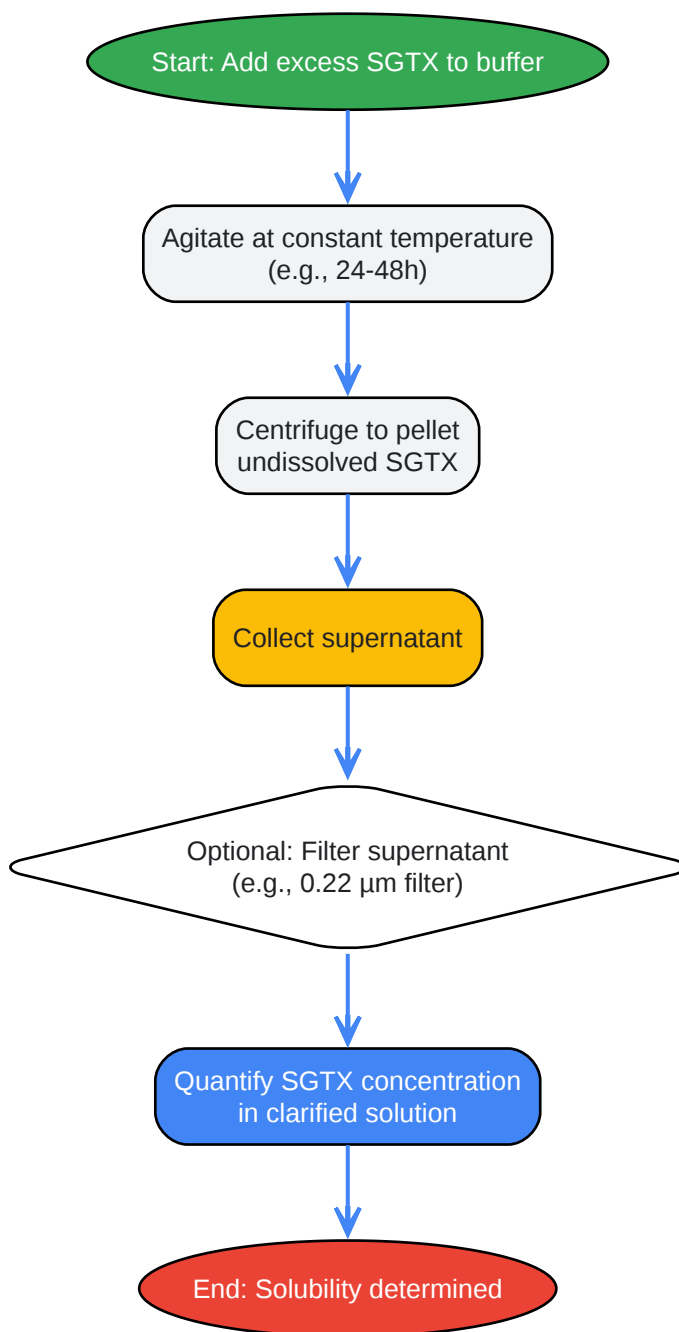 Start: Add excess SGTX to buffer
Agitate at constant temperature
(e.g., 24-48h)
Centrifuge to pellet
undissolved SGTX
Collect supernatant
Optional: Filter supernatant
(e.g., 0.22 µm filter)
Quantify SGTX concentration
in clarified solution
End: Solubility determined